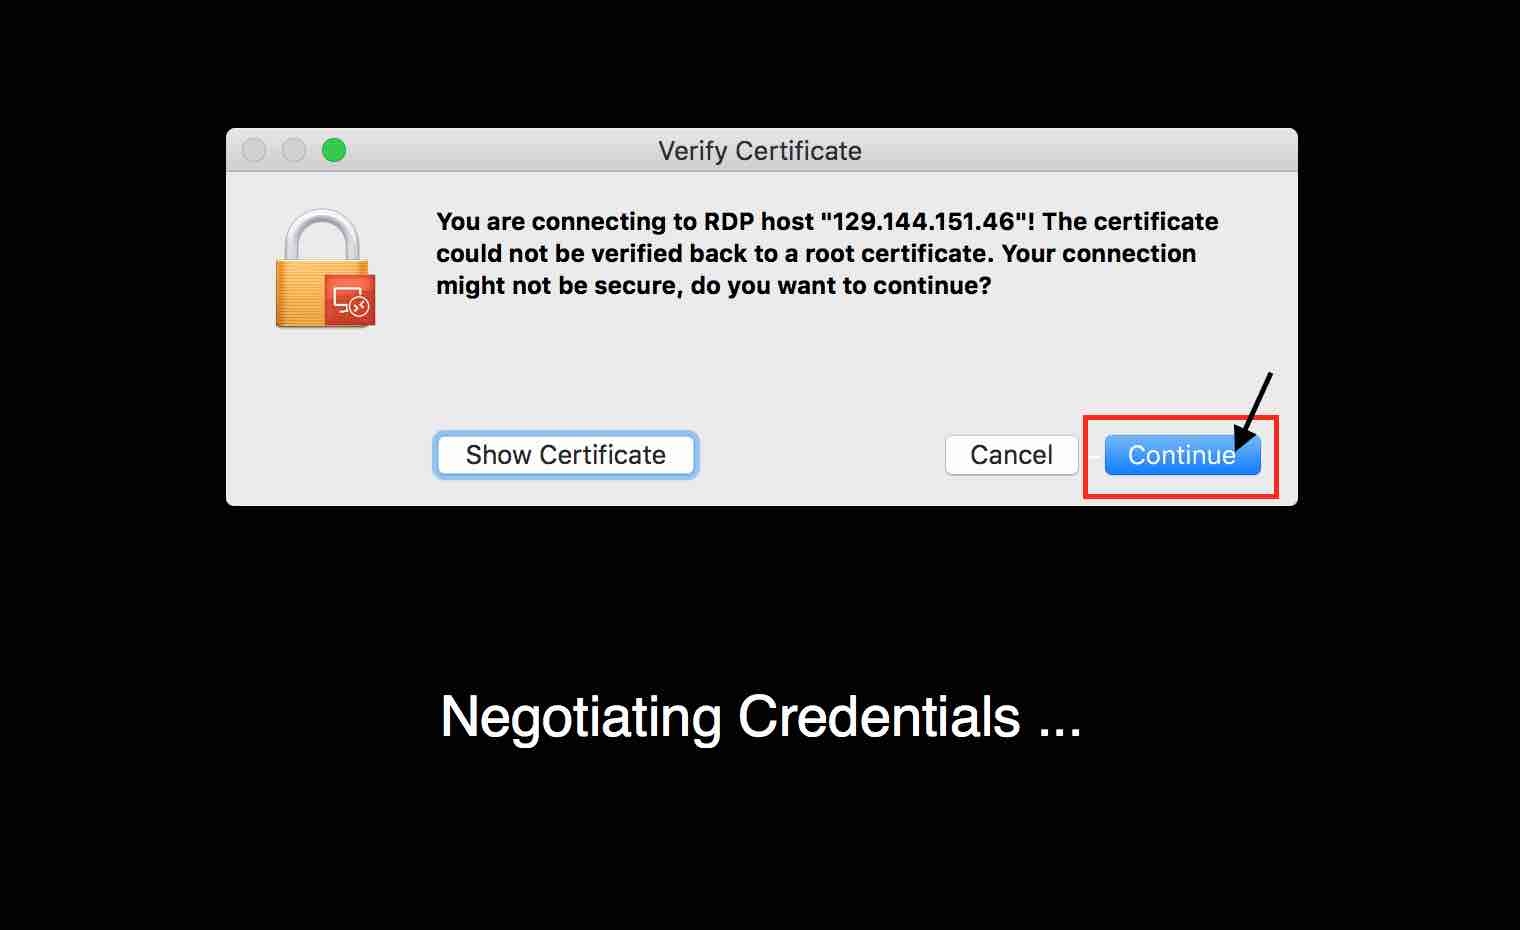 Verify Certificate
You are connecting to RDP host "129.144.151.46"! The certificate
could not be verified back to a root certificate. Your connection
might not be secure, do you want to continue?
Show Certificate
Cancel
Continue
Negotiating Credentials ...